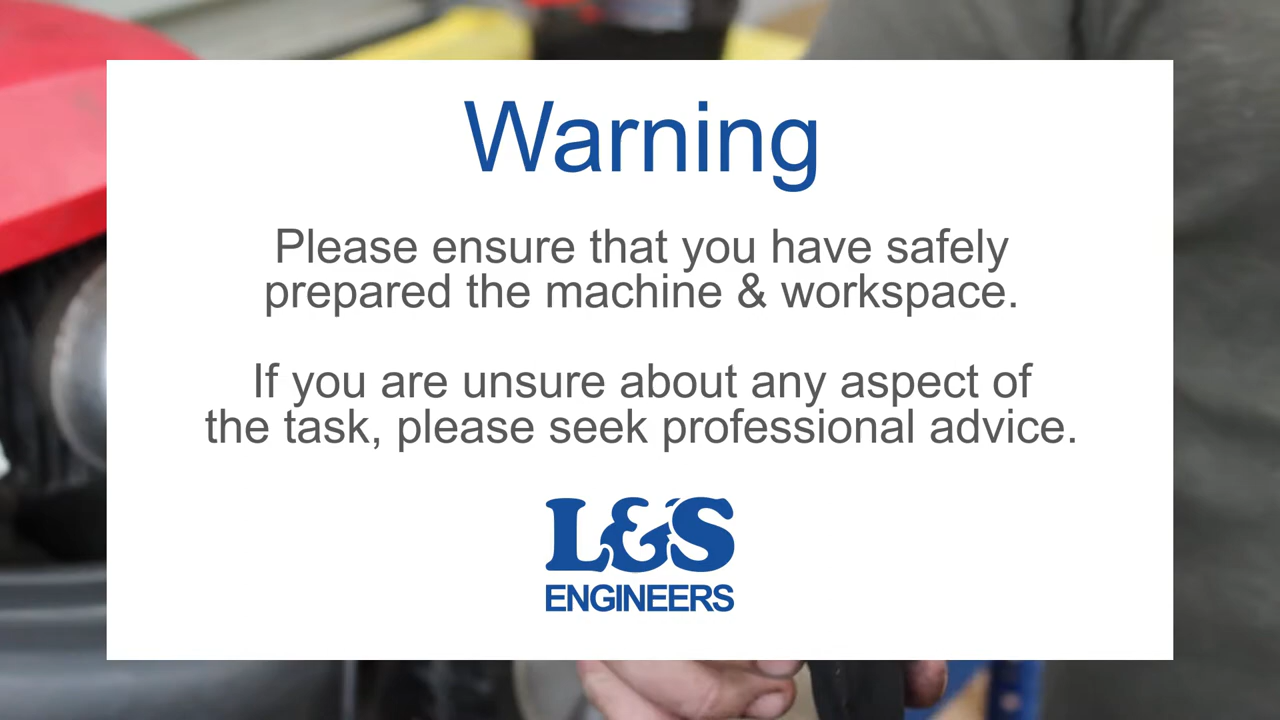 Warning
Please ensure that you have safely
prepared the machine & workspace.
If you are unsure about any aspect of
the task, please seek professional advice.
L&S
ENGINEERS